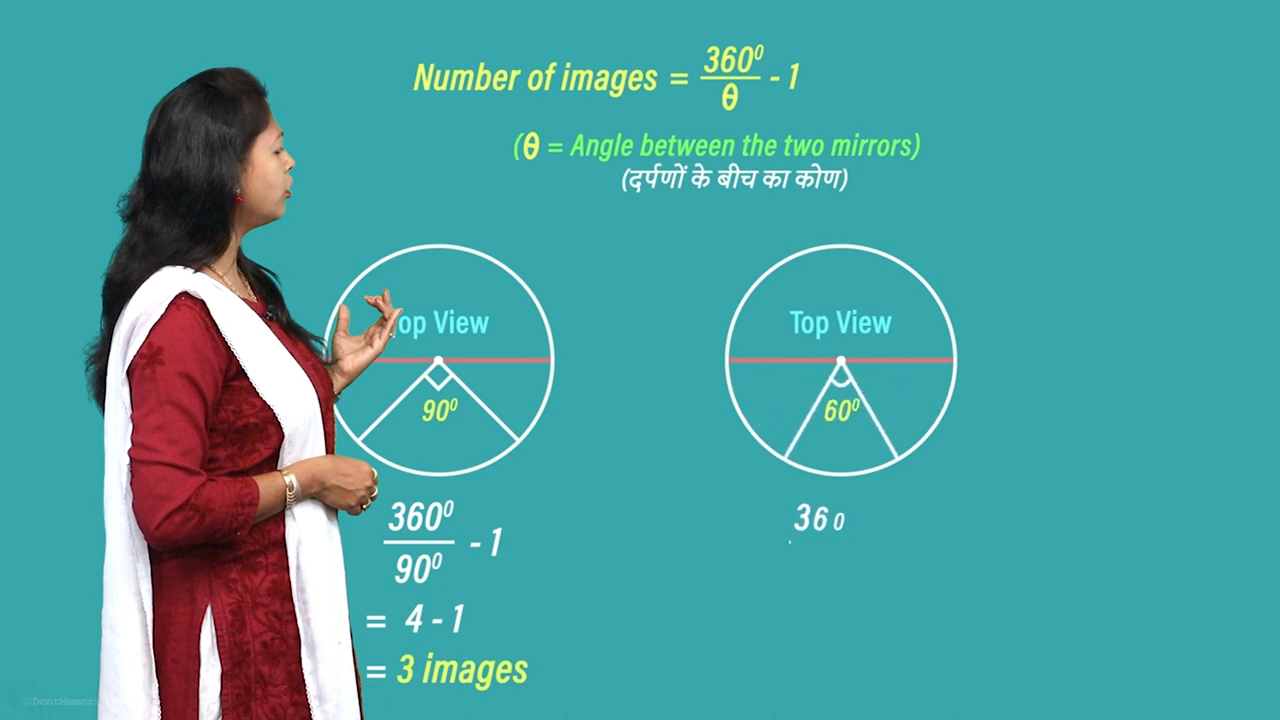 Number of images = 360⁰/θ - 1
(θ = Angle between the two mirrors)
(दर्पणों के बीच का कोण)
op View
90⁰
360⁰/90⁰ - 1
= 4 - 1
= 3 images
Top View
60⁰
36 0